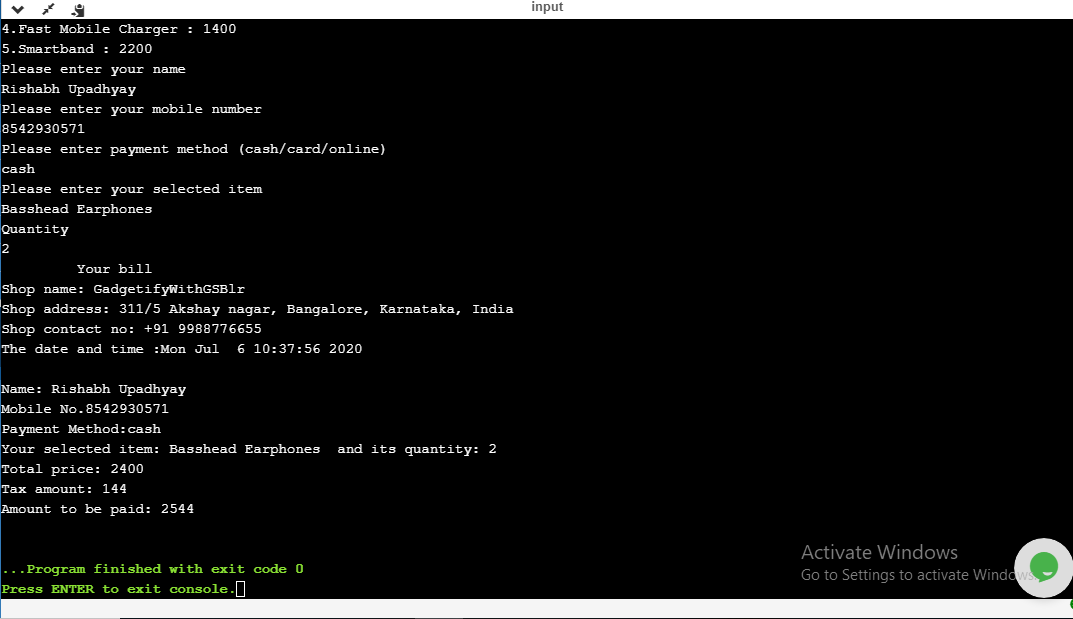 input
4.Fast Mobile Charger : 1400
5.Smartband : 2200
Please enter your name
Rishabh Upadhyay
Please enter your mobile number
8542930571
Please enter payment method (cash/card/online)
cash
Please enter your selected item
Basshead Earphones
Quantity
2
Your bill
Shop name: GadgetifyWithGSBlr
Shop address: 311/5 Akshay nagar, Bangalore, Karnataka, India
Shop contact no: +91 9988776655
The date and time :Mon Jul  6 10:37:56 2020
Name: Rishabh Upadhyay
Mobile No.8542930571
Payment Method:cash
Your selected item: Basshead Earphones  and its quantity: 2
Total price: 2400
Tax amount: 144
Amount to be paid: 2544
...Program finished with exit code 0
Press ENTER to exit console.
Activate Windows
Go to Settings to activate Windows.